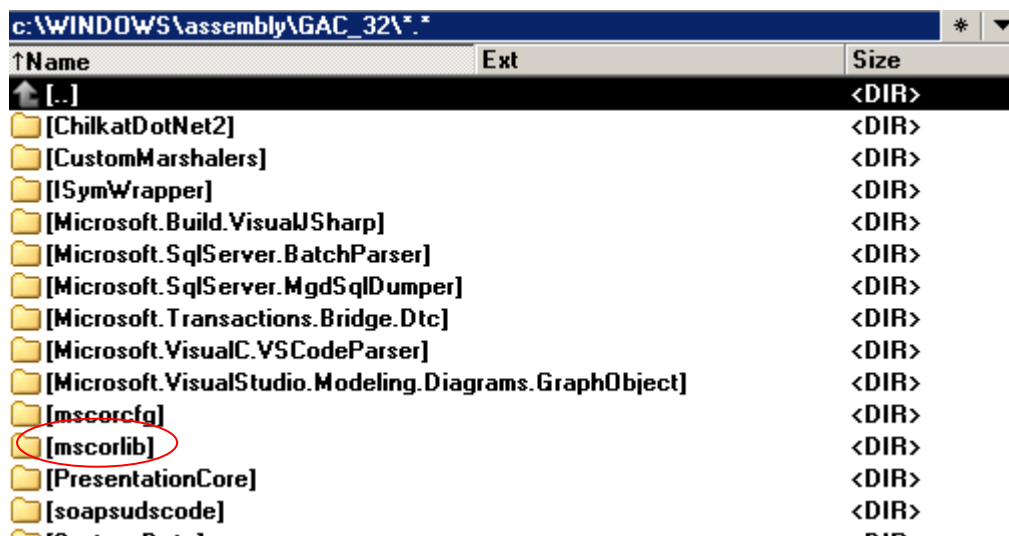 c:\WINDOWS\assembly\GAC_32\*.* * ▼
↑Name Ext Size
[..] <DIR>
[ChilkatDotNet2] <DIR>
[CustomMarshalers] <DIR>
[ISymWrapper] <DIR>
[Microsoft.Build.VisualJSharp] <DIR>
[Microsoft.SqlServer.BatchParser] <DIR>
[Microsoft.SqlServer.MgdSqlDumper] <DIR>
[Microsoft.Transactions.Bridge.Dtc] <DIR>
[Microsoft.VisualC.VSCodeParser] <DIR>
[Microsoft.VisualStudio.Modeling.Diagrams.GraphObject] <DIR>
[mscorcfg] <DIR>
[mscorlib] <DIR>
[PresentationCore] <DIR>
[soapsudscode] <DIR>